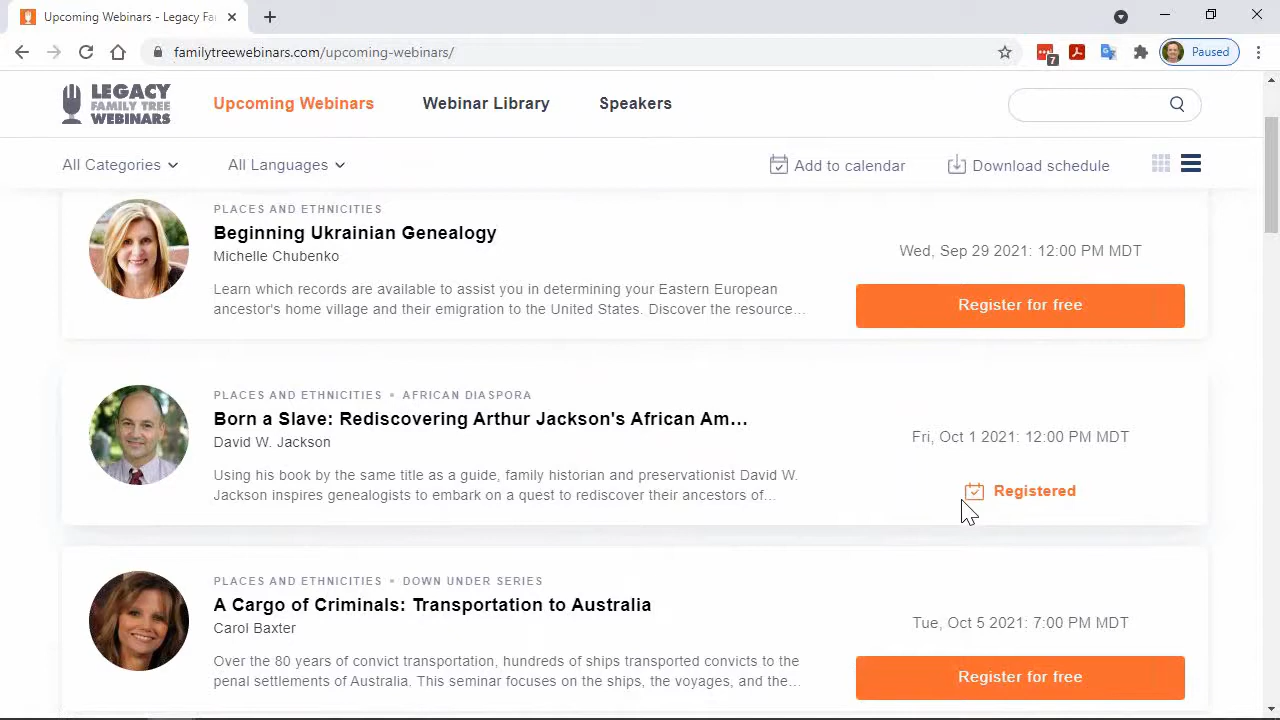 Upcoming Webinars - Legacy Fa
familytreewebinars.com/upcoming-webinars/
7
Paused
LEGACY
FAMILY TREE
WEBINARS
Upcoming Webinars
Webinar Library
Speakers
All Categories
All Languages
Add to calendar
Download schedule
PLACES AND ETHNICITIES
Beginning Ukrainian Genealogy
Michelle Chubenko
Learn which records are available to assist you in determining your Eastern European
ancestor's home village and their emigration to the United States. Discover the resource...
Wed, Sep 29 2021: 12:00 PM MDT
Register for free
PLACES AND ETHNICITIES • AFRICAN DIASPORA
Born a Slave: Rediscovering Arthur Jackson's African Am...
David W. Jackson
Using his book by the same title as a guide, family historian and preservationist David W.
Jackson inspires genealogists to embark on a quest to rediscover their ancestors of...
Fri, Oct 1 2021: 12:00 PM MDT
Registered
PLACES AND ETHNICITIES • DOWN UNDER SERIES
A Cargo of Criminals: Transportation to Australia
Carol Baxter
Over the 80 years of convict transportation, hundreds of ships transported convicts to the
penal settlements of Australia. This seminar focuses on the ships, the voyages, and the...
Tue, Oct 5 2021: 7:00 PM MDT
Register for free